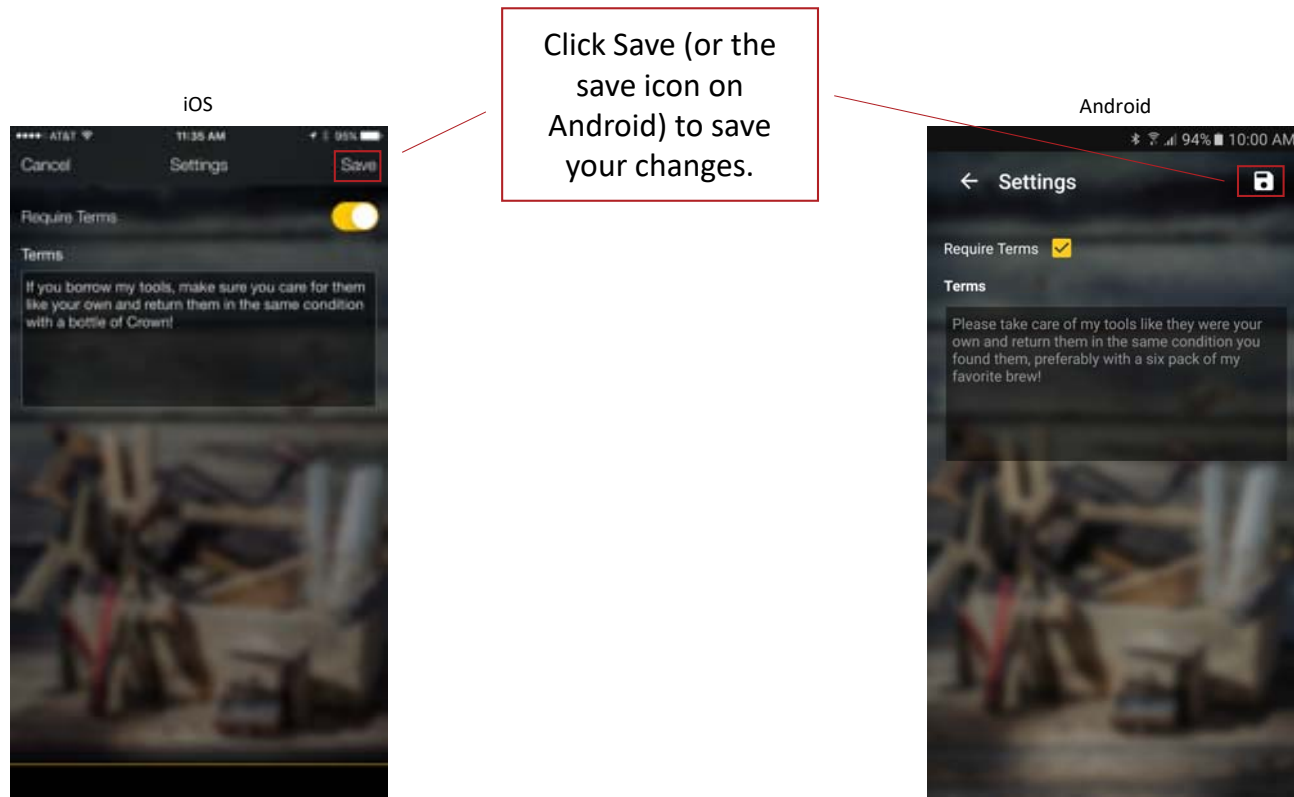 Click Save (or the
save icon on
Android) to save
your changes.
iOS
AT&T 11:35 AM 95%
Cancel Settings Save
Require Terms
Terms
If you borrow my tools, make sure you care for them
like your own and return them in the same condition
with a bottle of Crown!
Android
94% 10:00 AM
Settings
Require Terms
Terms
Please take care of my tools like they were your
own and return them in the same condition you
found them, preferably with a six pack of my
favorite brew!